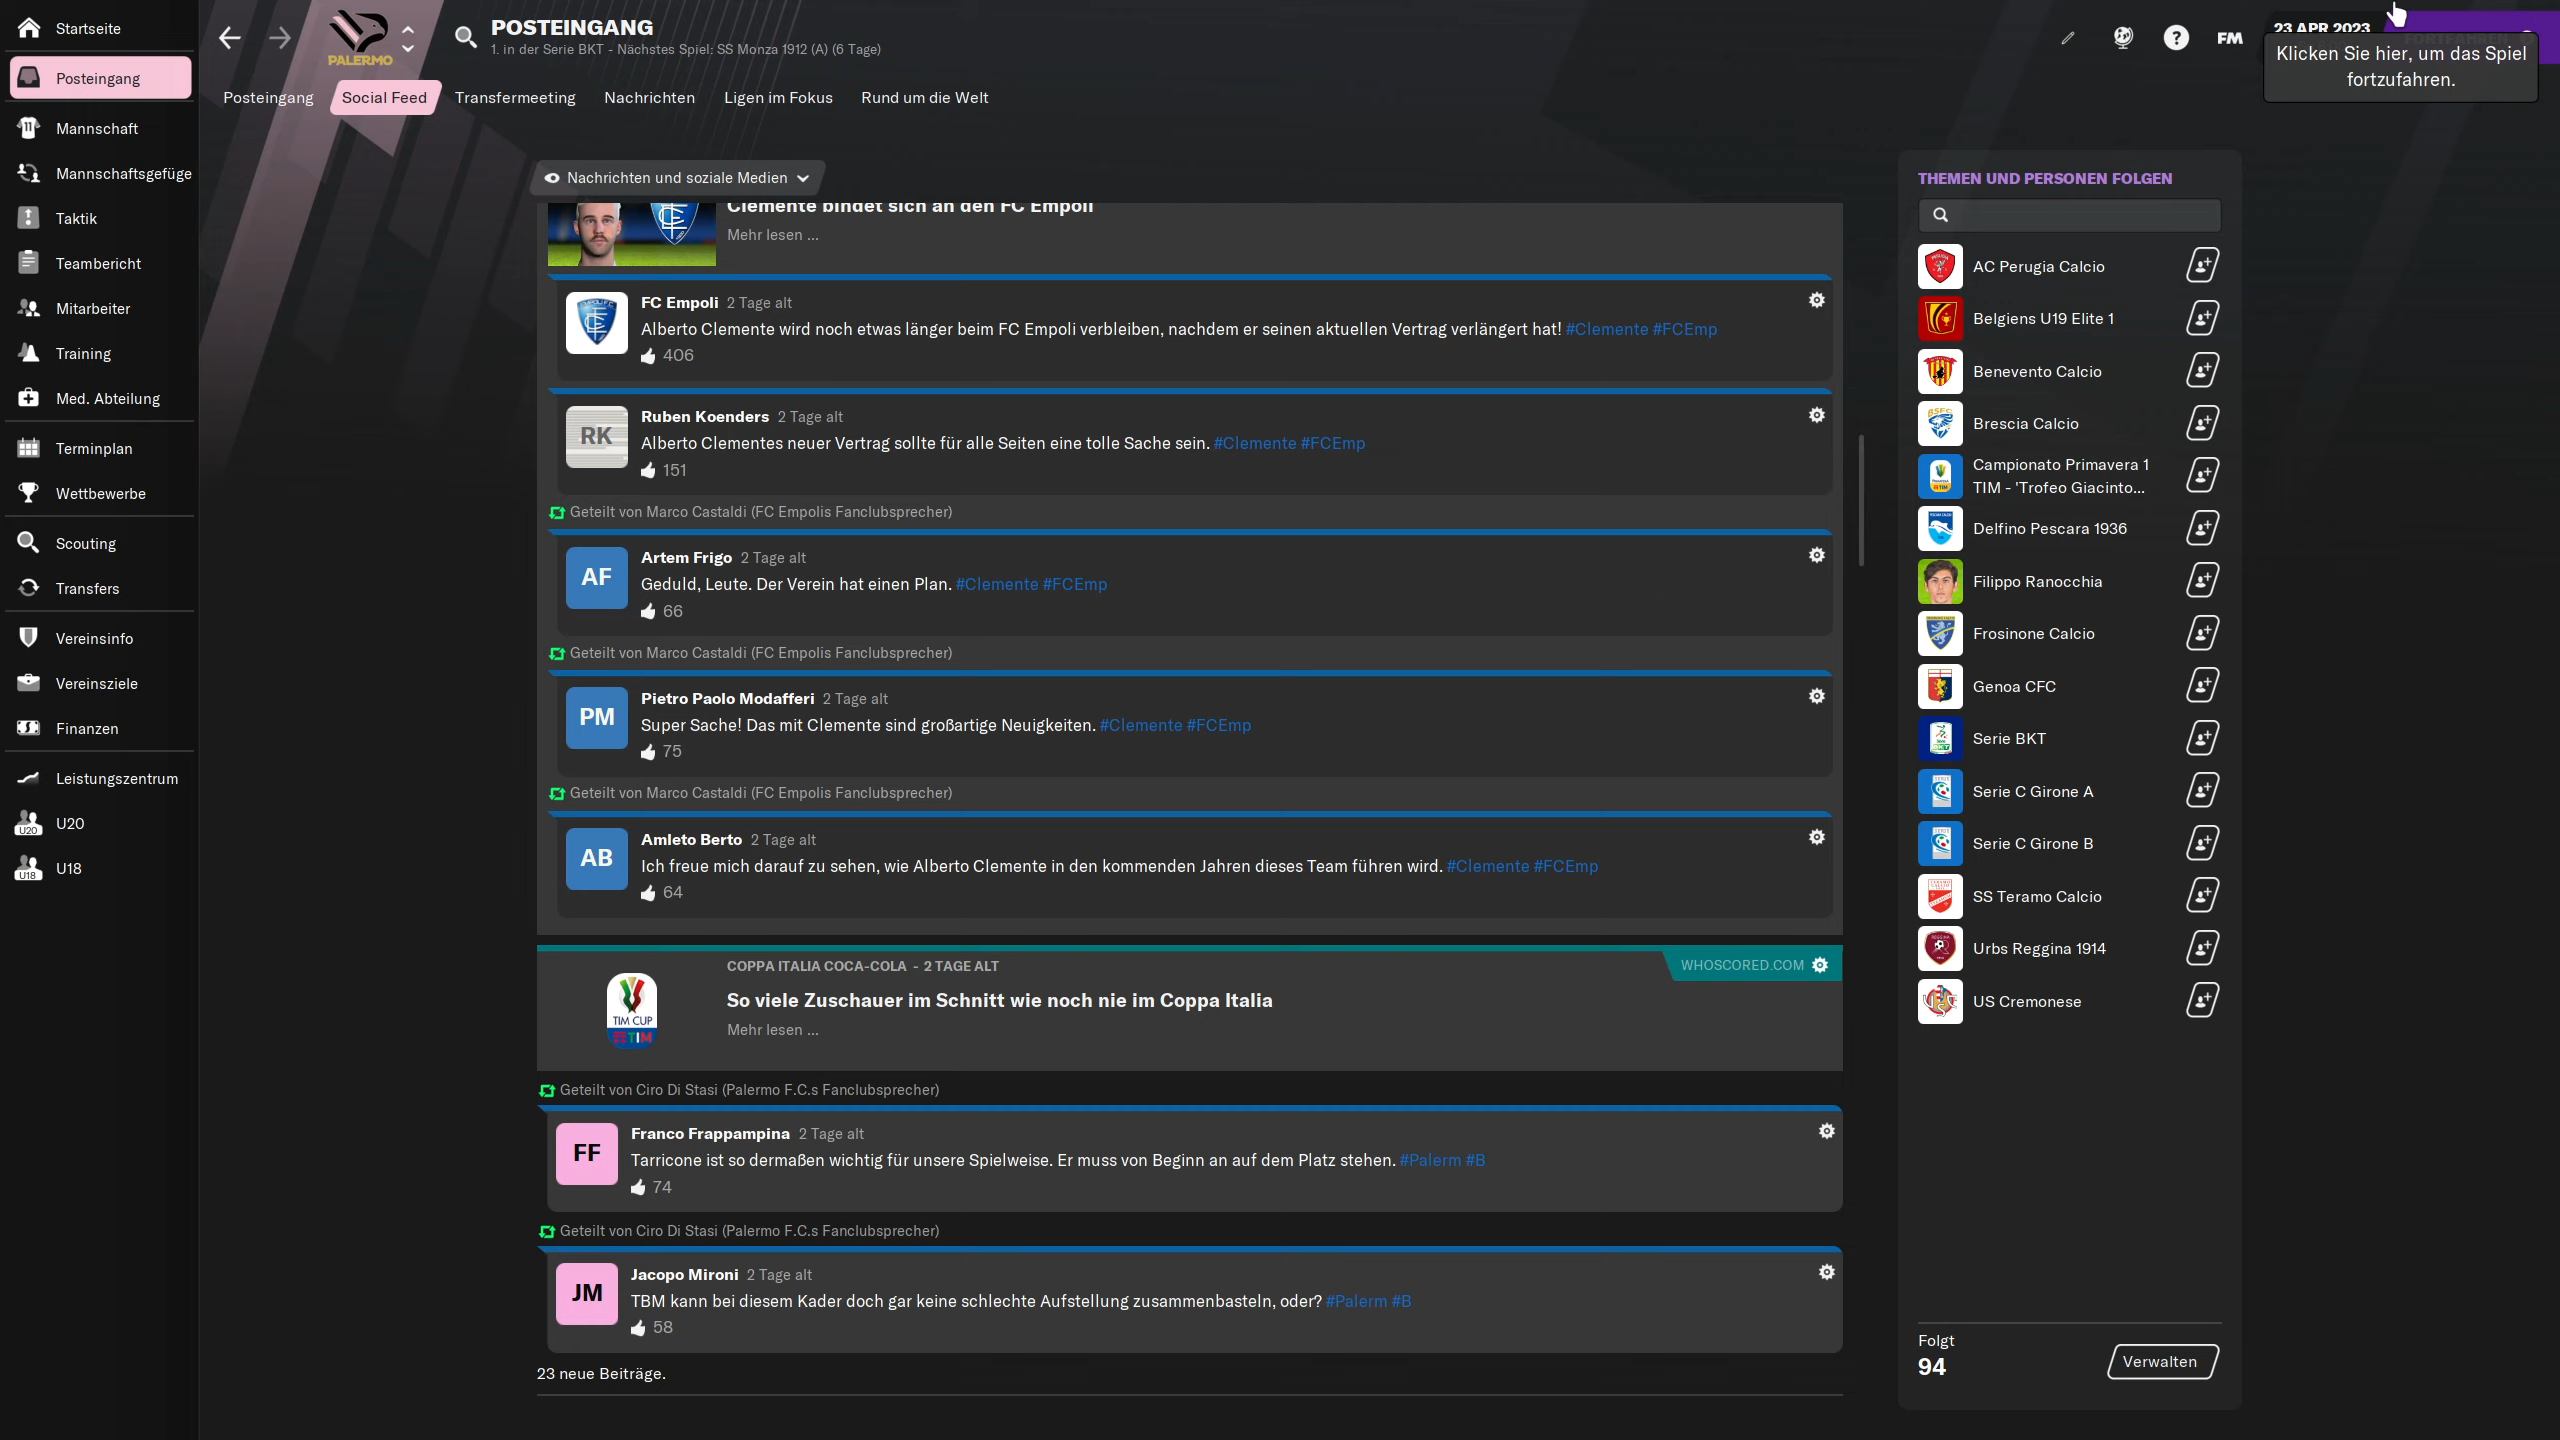 Startseite
Posteingang
Mannschaft
Mannschaftsgefüge
Taktik
Teambericht
Mitarbeiter
Training
Med. Abteilung
Terminplan
Wettbewerbe
Scouting
Transfers
Vereinsinfo
Vereinsziele
Finanzen
Leistungszentrum
U20
U20
U18
U18
PALERMO
POSTEINGANG
1. in der Serie BKT - Nächstes Spiel: SS Monza 1912 (A) (6 Tage)
FM
23 APR 2023
Klicken Sie hier, um das Spiel
fortzufahren.
Posteingang
Social Feed
Transfermeeting
Nachrichten
Ligen im Fokus
Rund um die Welt
Nachrichten und soziale Medien
Clemente bindet sich an den FC Empoli
Mehr lesen ...
FC Empoli 2 Tage alt
Alberto Clemente wird noch etwas länger beim FC Empoli verbleiben, nachdem er seinen aktuellen Vertrag verlängert hat! #Clemente #FCEmp
406
RK
Ruben Koenders 2 Tage alt
Alberto Clementes neuer Vertrag sollte für alle Seiten eine tolle Sache sein. #Clemente #FCEmp
151
Geteilt von Marco Castaldi (FC Empolis Fanclubsprecher)
AF
Artem Frigo 2 Tage alt
Geduld, Leute. Der Verein hat einen Plan. #Clemente #FCEmp
66
Geteilt von Marco Castaldi (FC Empolis Fanclubsprecher)
PM
Pietro Paolo Modafferi 2 Tage alt
Super Sache! Das mit Clemente sind großartige Neuigkeiten. #Clemente #FCEmp
75
Geteilt von Marco Castaldi (FC Empolis Fanclubsprecher)
AB
Amleto Berto 2 Tage alt
Ich freue mich darauf zu sehen, wie Alberto Clemente in den kommenden Jahren dieses Team führen wird. #Clemente #FCEmp
64
COPPA ITALIA COCA-COLA - 2 TAGE ALT
WHOSCORED.COM
So viele Zuschauer im Schnitt wie noch nie im Coppa Italia
Mehr lesen ...
TIM CUP
TIM
Geteilt von Ciro Di Stasi (Palermo F.C.s Fanclubsprecher)
FF
Franco Frappampina 2 Tage alt
Tarricone ist so dermaßen wichtig für unsere Spielweise. Er muss von Beginn an auf dem Platz stehen. #Palerm #B
74
Geteilt von Ciro Di Stasi (Palermo F.C.s Fanclubsprecher)
JM
Jacopo Mironi 2 Tage alt
TBM kann bei diesem Kader doch gar keine schlechte Aufstellung zusammenbasteln, oder? #Palerm #B
58
23 neue Beiträge.
THEMEN UND PERSONEN FOLGEN
AC Perugia Calcio
Belgiens U19 Elite 1
Benevento Calcio
Brescia Calcio
Campionato Primavera 1
TIM - 'Trofeo Giacinto...
Delfino Pescara 1936
Filippo Ranocchia
Frosinone Calcio
Genoa CFC
Serie BKT
Serie C Girone A
Serie C Girone B
SS Teramo Calcio
Urbs Reggina 1914
US Cremonese
Folgt
94
Verwalten